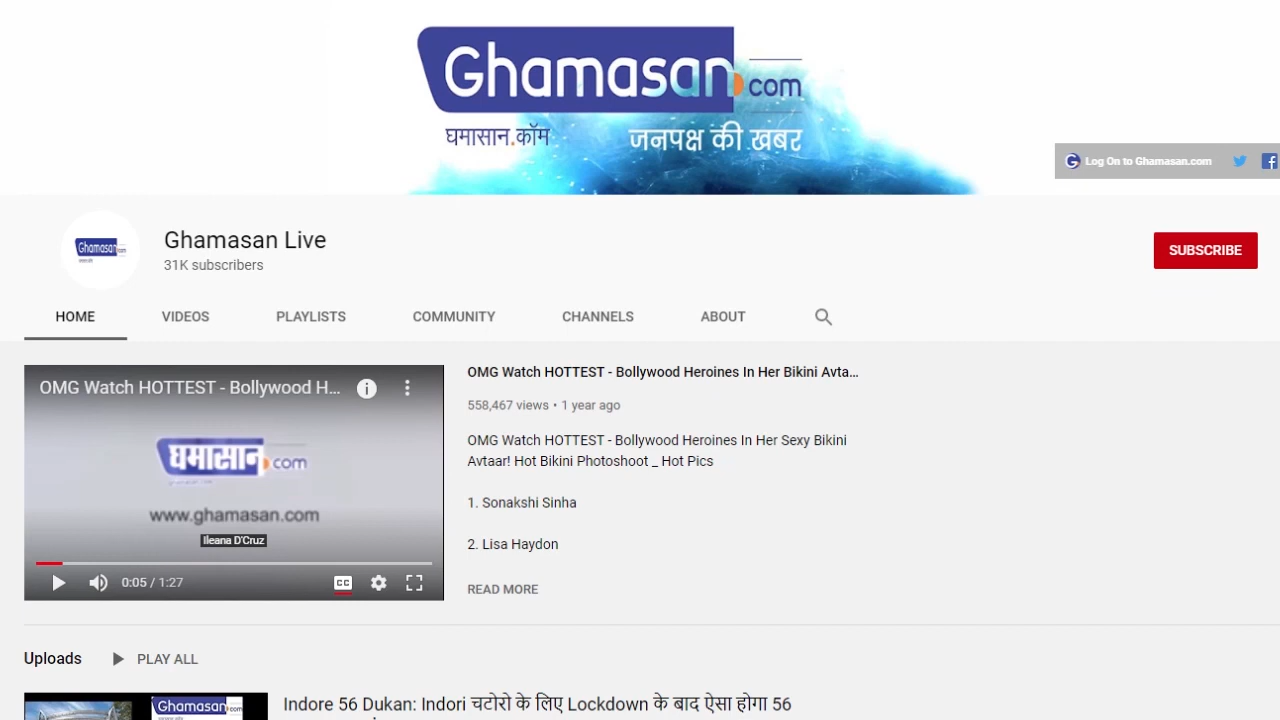 Ghamasan.com
घमासान.कॉम जनपक्ष की खबर
Log On to Ghamasan.com
Ghamasan
Ghamasan Live
31K subscribers
SUBSCRIBE
HOME VIDEOS PLAYLISTS COMMUNITY CHANNELS ABOUT
OMG Watch HOTTEST - Bollywood H...
घमासान.com
www.ghamasan.com
Ileana D'Cruz
0:05 / 1:27
CC
OMG Watch HOTTEST - Bollywood Heroines In Her Bikini Avta...
558,467 views • 1 year ago
OMG Watch HOTTEST - Bollywood Heroines In Her Sexy Bikini
Avtaar! Hot Bikini Photoshoot _ Hot Pics
1. Sonakshi Sinha
2. Lisa Haydon
READ MORE
Uploads PLAY ALL
Ghamasan.com
Indore 56 Dukan: Indori चटोरो के लिए Lockdown के बाद ऐसा होगा 56